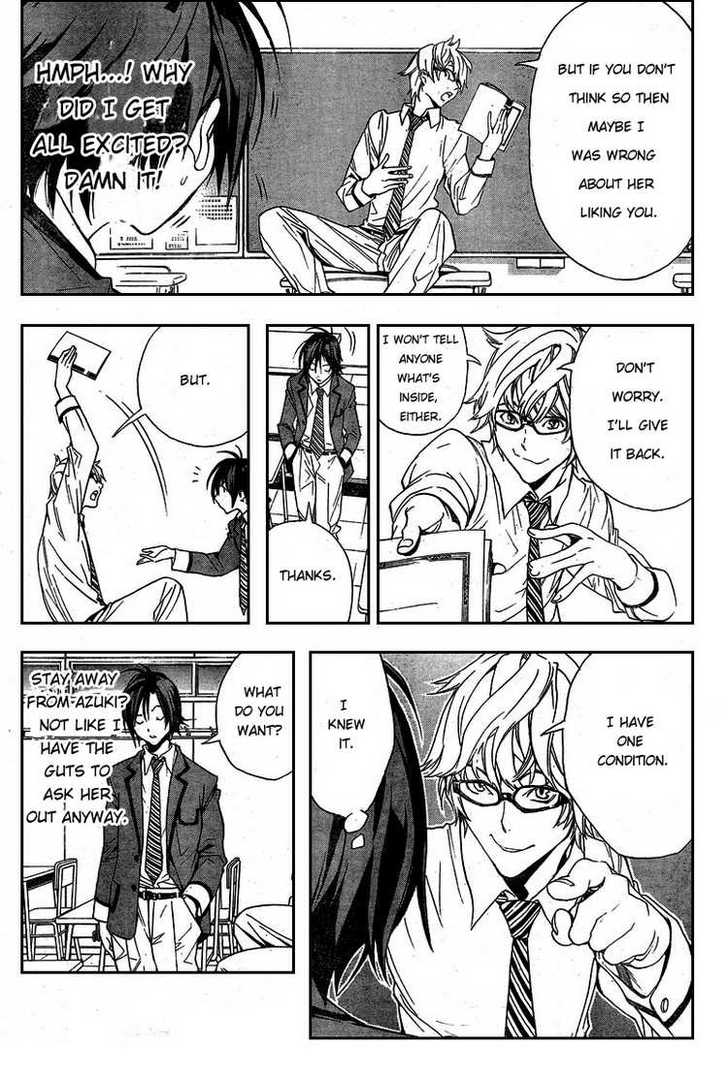 BUT IF YOU DON'T
THINK SO THEN
MAYBE I
WAS WRONG
ABOUT HER
LIKING YOU.
HMPH...! WHY
DID I GET
ALL EXCITED?
DAMN IT!
DON'T
WORRY.
I'LL GIVE
IT BACK.
I WON'T TELL
ANYONE
WHAT'S
INSIDE,
EITHER.
THANKS.
BUT.
I HAVE
ONE
CONDITION.
I
KNEW
IT.
WHAT
DO YOU
WANT?
STAY AWAY
FROM AZUKI?
NOT LIKE I
HAVE THE
GUTS TO
ASK HER
OUT ANYWAY.